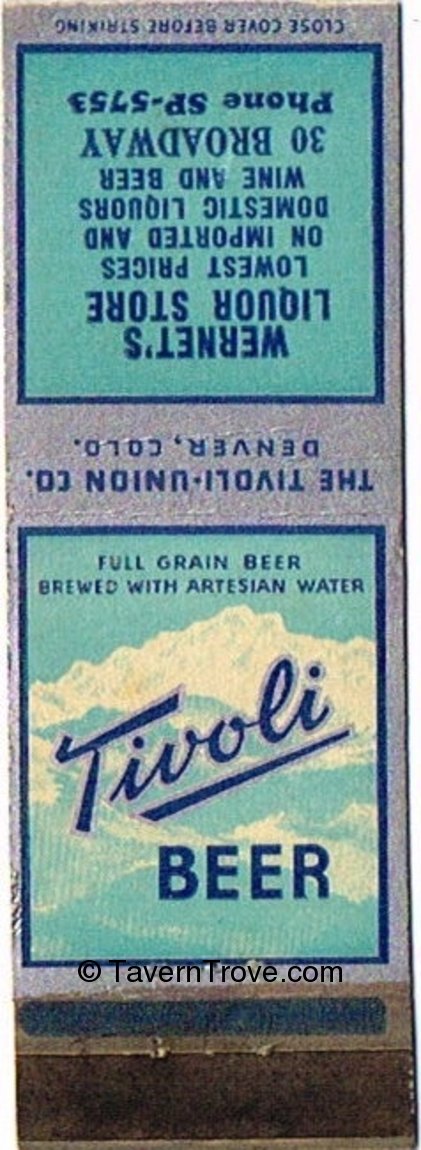 CLOSE COVER BEFORE STRIKING
WERNET'S
LIQUOR STORE
LOWEST PRICES
ON IMPORTED AND
DOMESTIC LIQUORS
WINE AND BEER
30 BROADWAY
Phone SP-5753
THE TIVOLI-UNION CO.
DENVER, COLO.
FULL GRAIN BEER
BREWED WITH ARTESIAN WATER
Tivoli
BEER
© TavernTrove.com